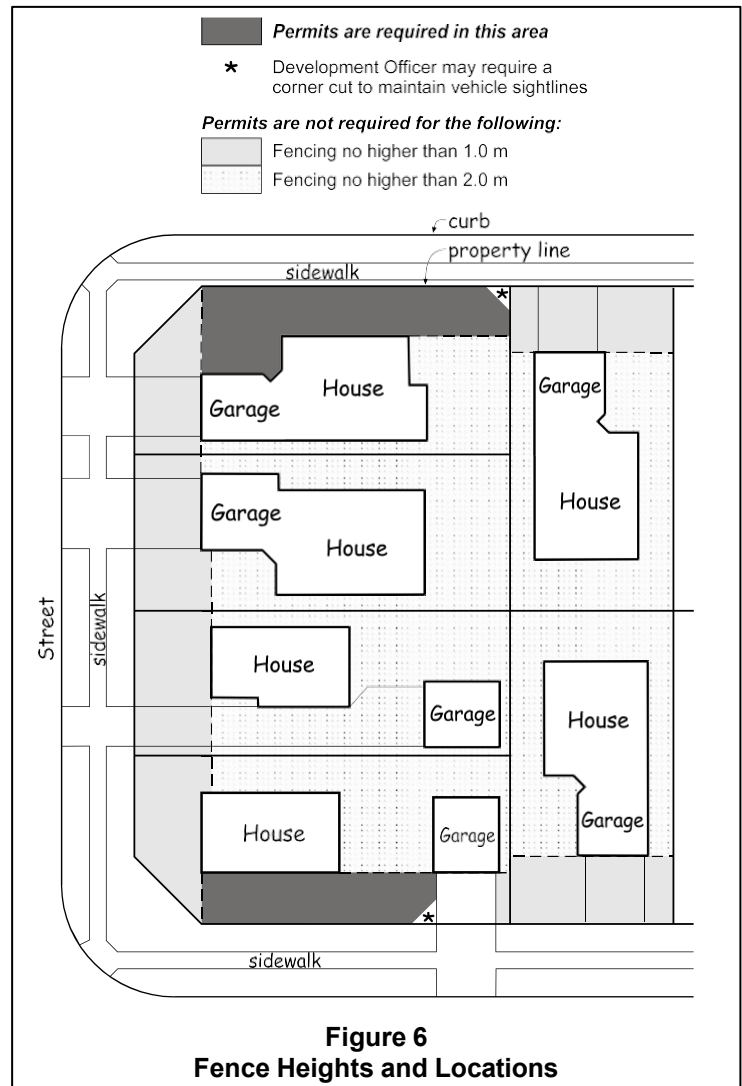 Permits are required in this area
* Development Officer may require a
corner cut to maintain vehicle sightlines
Permits are not required for the following:
Fencing no higher than 1.0 m
Fencing no higher than 2.0 m
curb
property line
sidewalk
*
Garage
House
Garage
House
Garage
House
Street
sidewalk
House
Garage
House
Garage
House
Garage
*
sidewalk
Figure 6
Fence Heights and Locations